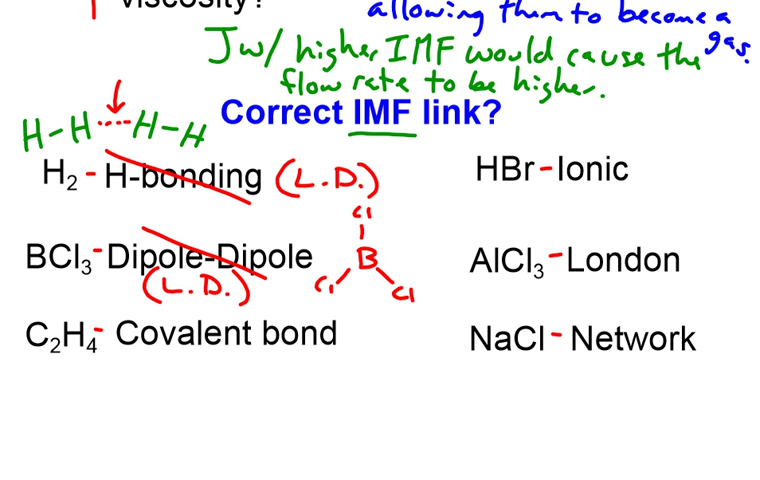 viscosity?
allowing them to become a
gas.
Jw/ higher IMF would cause the
flow rate to be higher.
Correct IMF link?
H-H·····H-H
H₂ - H-bonding (L.D.)
HBr - Ionic
Cl
BCl₃ - Dipole-Dipole
B
AlCl₃ - London
(L.D.)
Cl Cl
C₂H₄ - Covalent bond
NaCl - Network